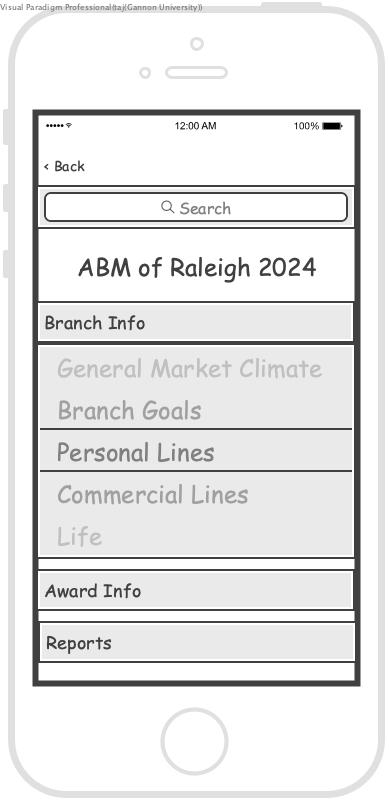 Visual Paradigm Professional(taj(Gannon University))
12:00 AM 100%
‹ Back
Search
ABM of Raleigh 2024
Branch Info
General Market Climate
Branch Goals
Personal Lines
Commercial Lines
Life
Award Info
Reports